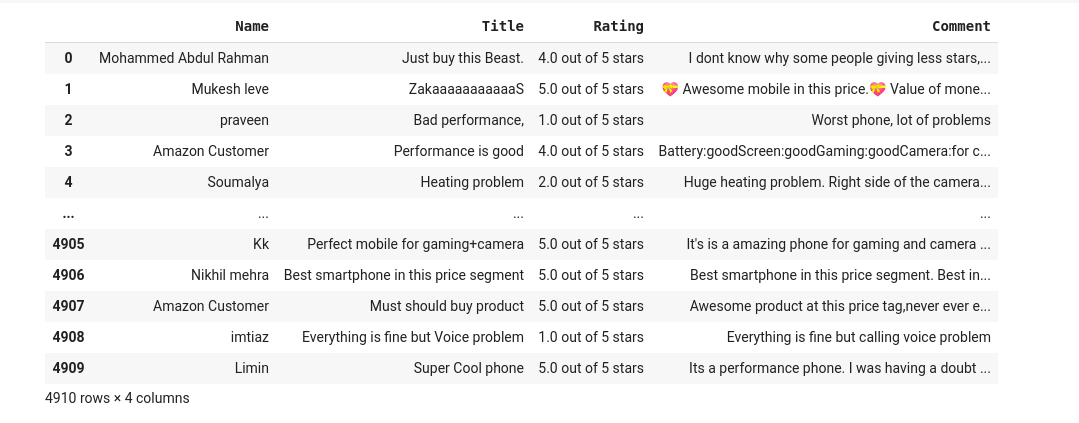 Name Title Rating Comment
0 Mohammed Abdul Rahman Just buy this Beast. 4.0 out of 5 stars I dont know why some people giving less stars,...
1 Mukesh leve ZakaaaaaaaaaaaS 5.0 out of 5 stars 💝 Awesome mobile in this price.💝 Value of mone...
2 praveen Bad performance, 1.0 out of 5 stars Worst phone, lot of problems
3 Amazon Customer Performance is good 4.0 out of 5 stars Battery:goodScreen:goodGaming:goodCamera:for c...
4 Soumalya Heating problem 2.0 out of 5 stars Huge heating problem. Right side of the camera...
... ... ... ... ...
4905 Kk Perfect mobile for gaming+camera 5.0 out of 5 stars It's is a amazing phone for gaming and camera ...
4906 Nikhil mehra Best smartphone in this price segment 5.0 out of 5 stars Best smartphone in this price segment. Best in...
4907 Amazon Customer Must should buy product 5.0 out of 5 stars Awesome product at this price tag,never ever e...
4908 imtiaz Everything is fine but Voice problem 1.0 out of 5 stars Everything is fine but calling voice problem
4909 Limin Super Cool phone 5.0 out of 5 stars Its a performance phone. I was having a doubt ...
4910 rows × 4 columns